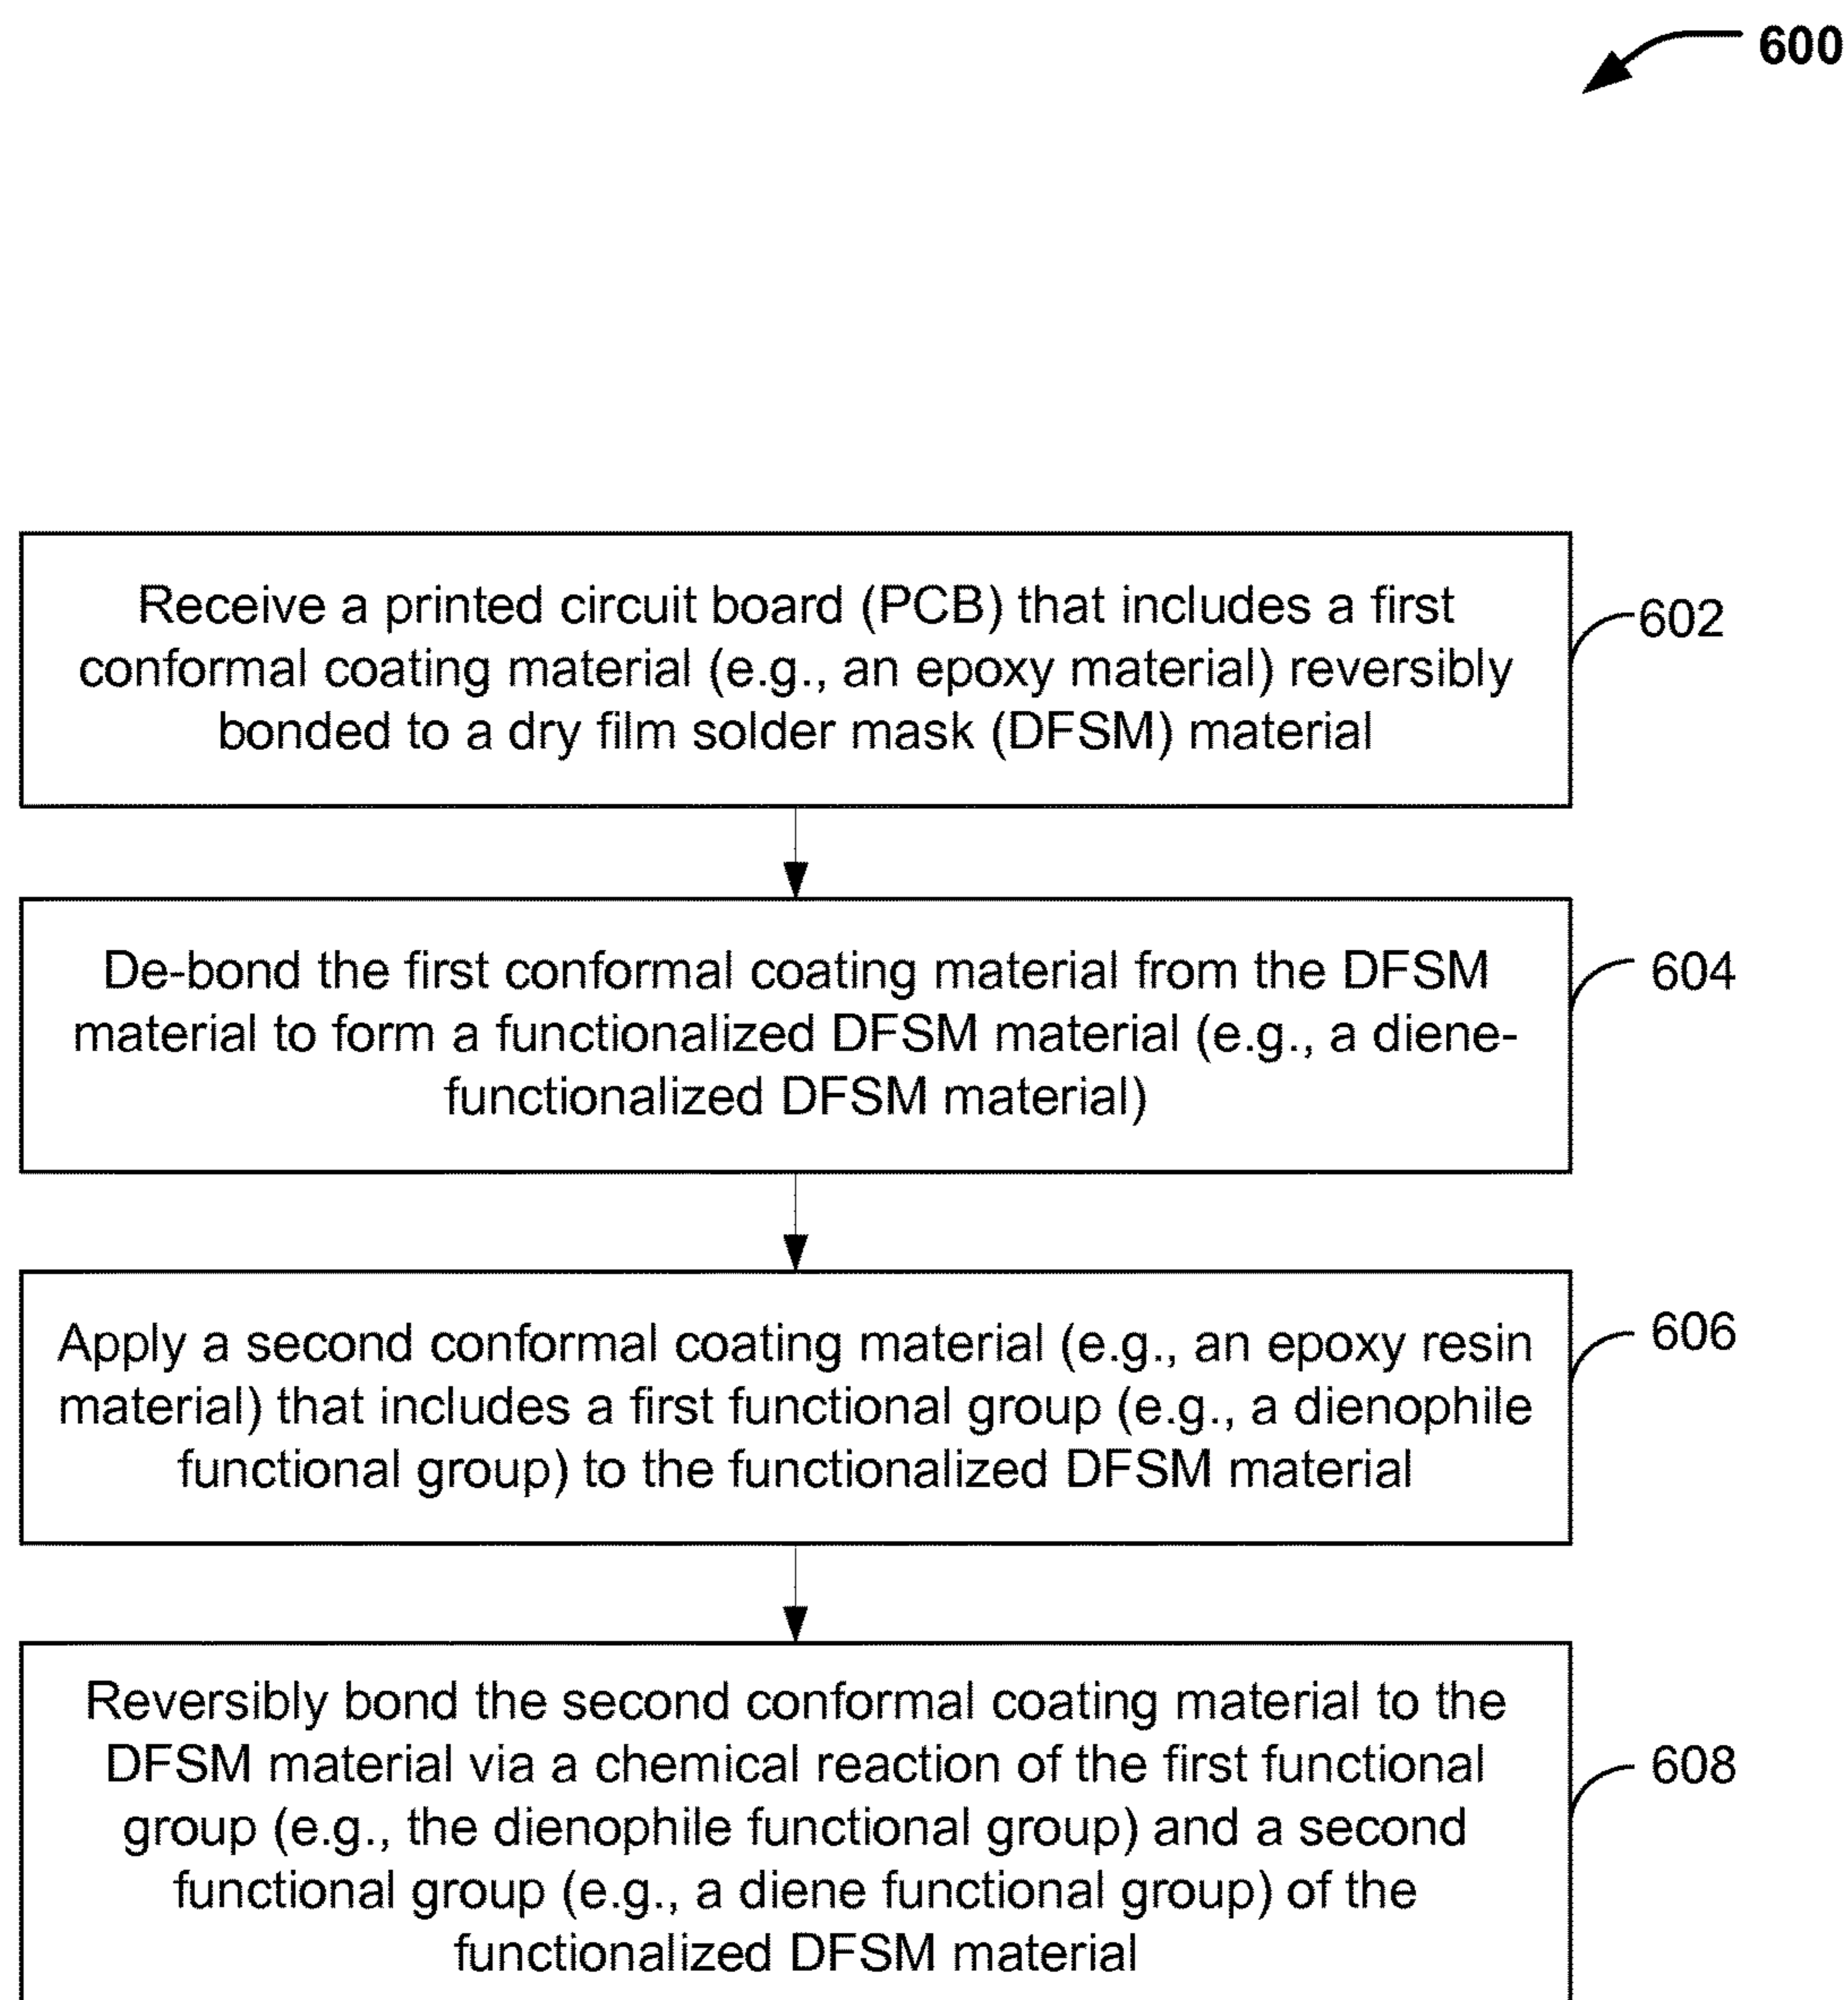 600
Receive a printed circuit board (PCB) that includes a first
conformal coating material (e.g., an epoxy material) reversibly
bonded to a dry film solder mask (DFSM) material
602
De-bond the first conformal coating material from the DFSM
material to form a functionalized DFSM material (e.g., a diene-
functionalized DFSM material)
604
Apply a second conformal coating material (e.g., an epoxy resin
material) that includes a first functional group (e.g., a dienophile
functional group) to the functionalized DFSM material
606
Reversibly bond the second conformal coating material to the
DFSM material via a chemical reaction of the first functional
group (e.g., the dienophile functional group) and a second
functional group (e.g., a diene functional group) of the
functionalized DFSM material
608